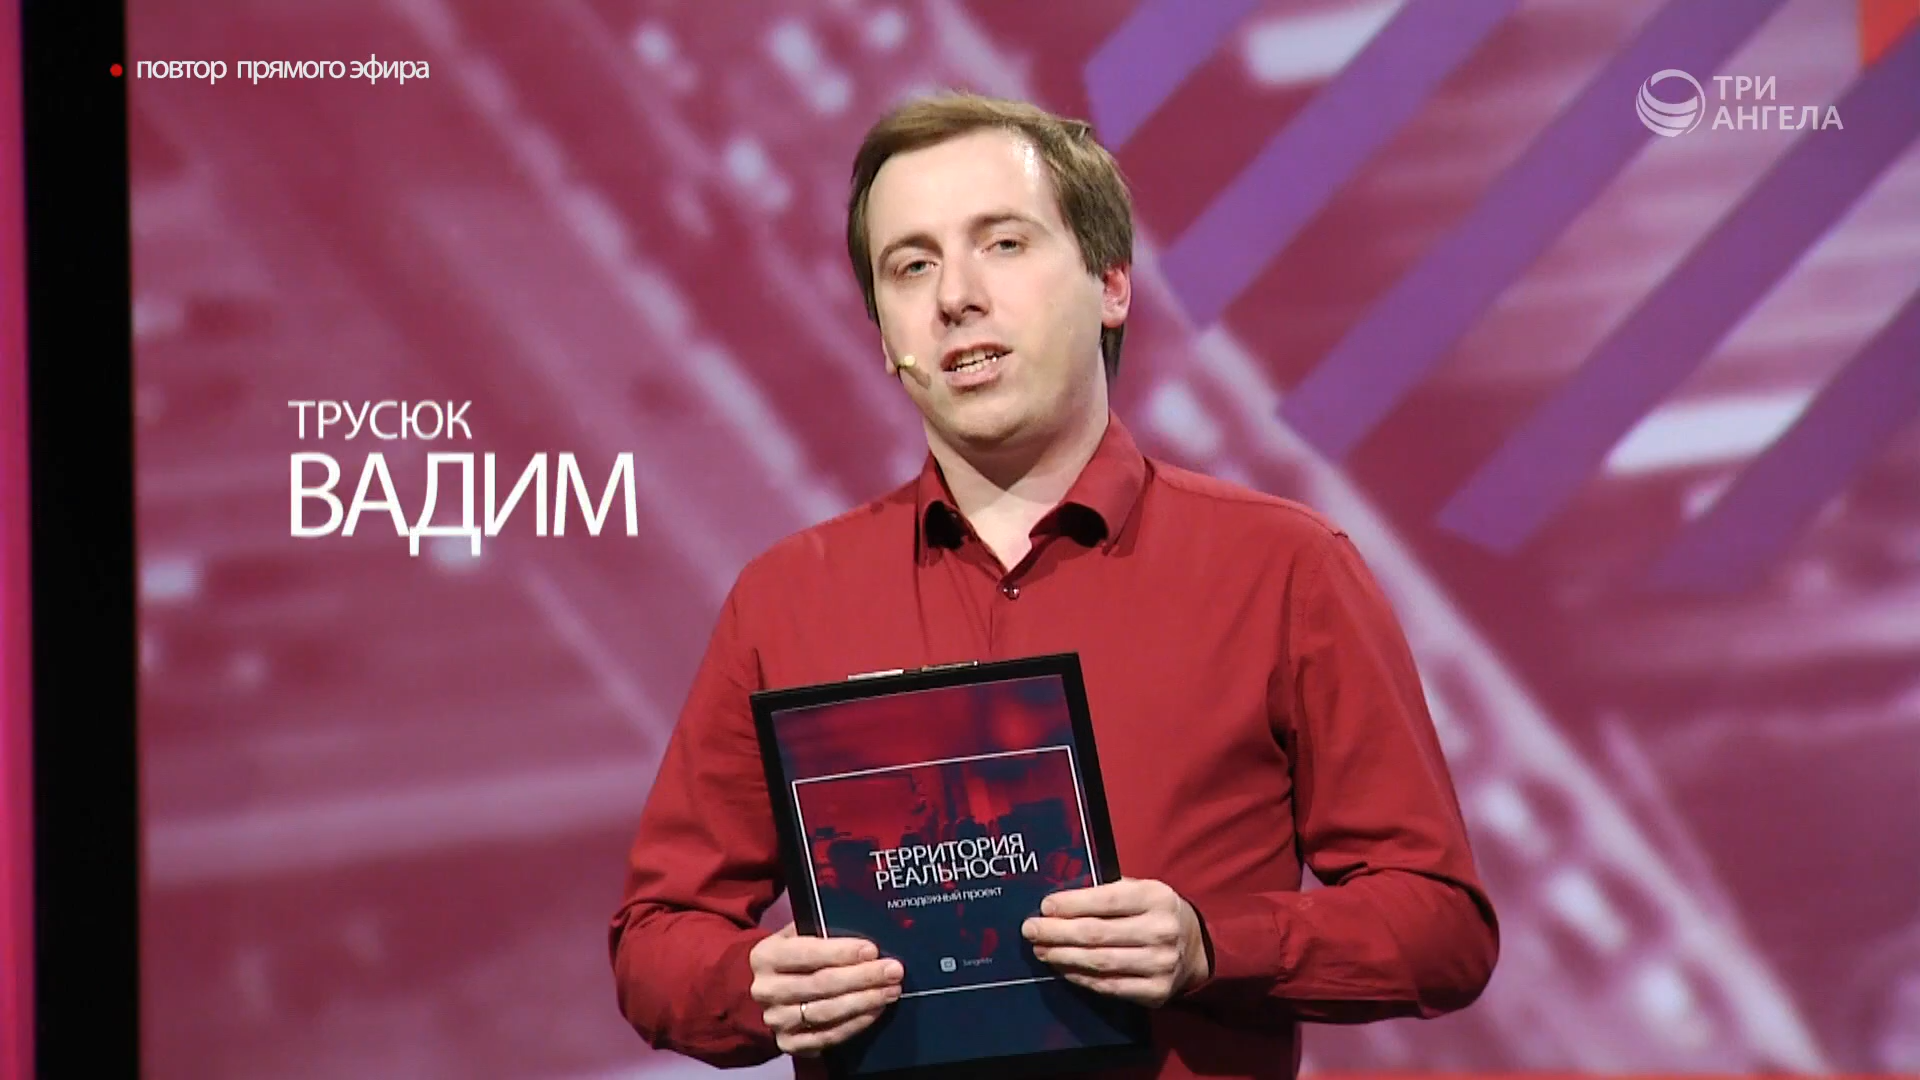 повтор прямого эфира
ТРИ
АНГЕЛА
ТРУСЮК
ВАДИМ
ТЕРРИТОРИЯ
РЕАЛЬНОСТИ
молодежный проект